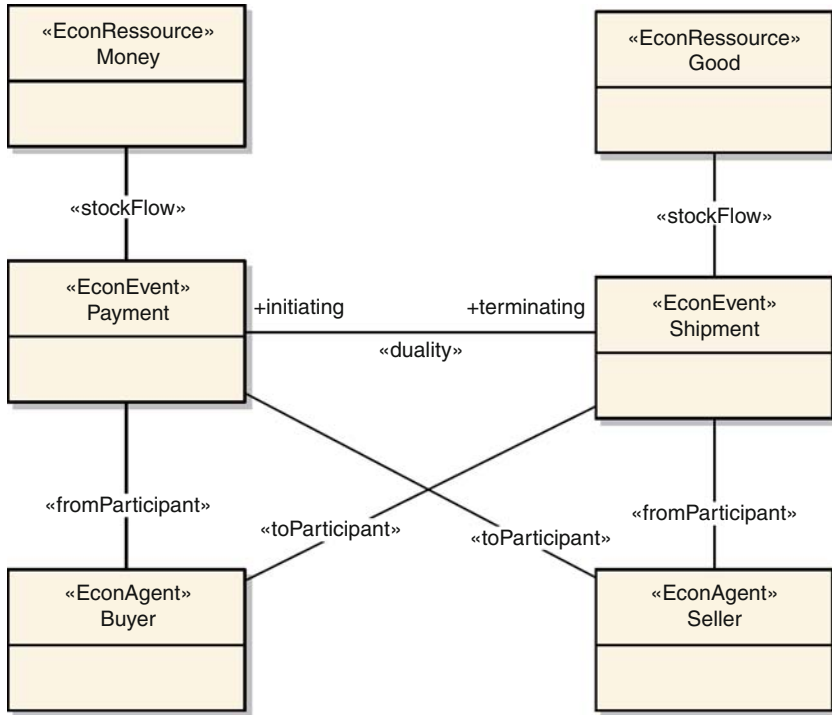 «EconRessource»
Money
«EconRessource»
Good
«stockFlow»
«stockFlow»
«EconEvent»
Payment
+initiating
+terminating
«duality»
«EconEvent»
Shipment
«fromParticipant»
«toParticipant»
«toParticipant»
«fromParticipant»
«EconAgent»
Buyer
«EconAgent»
Seller